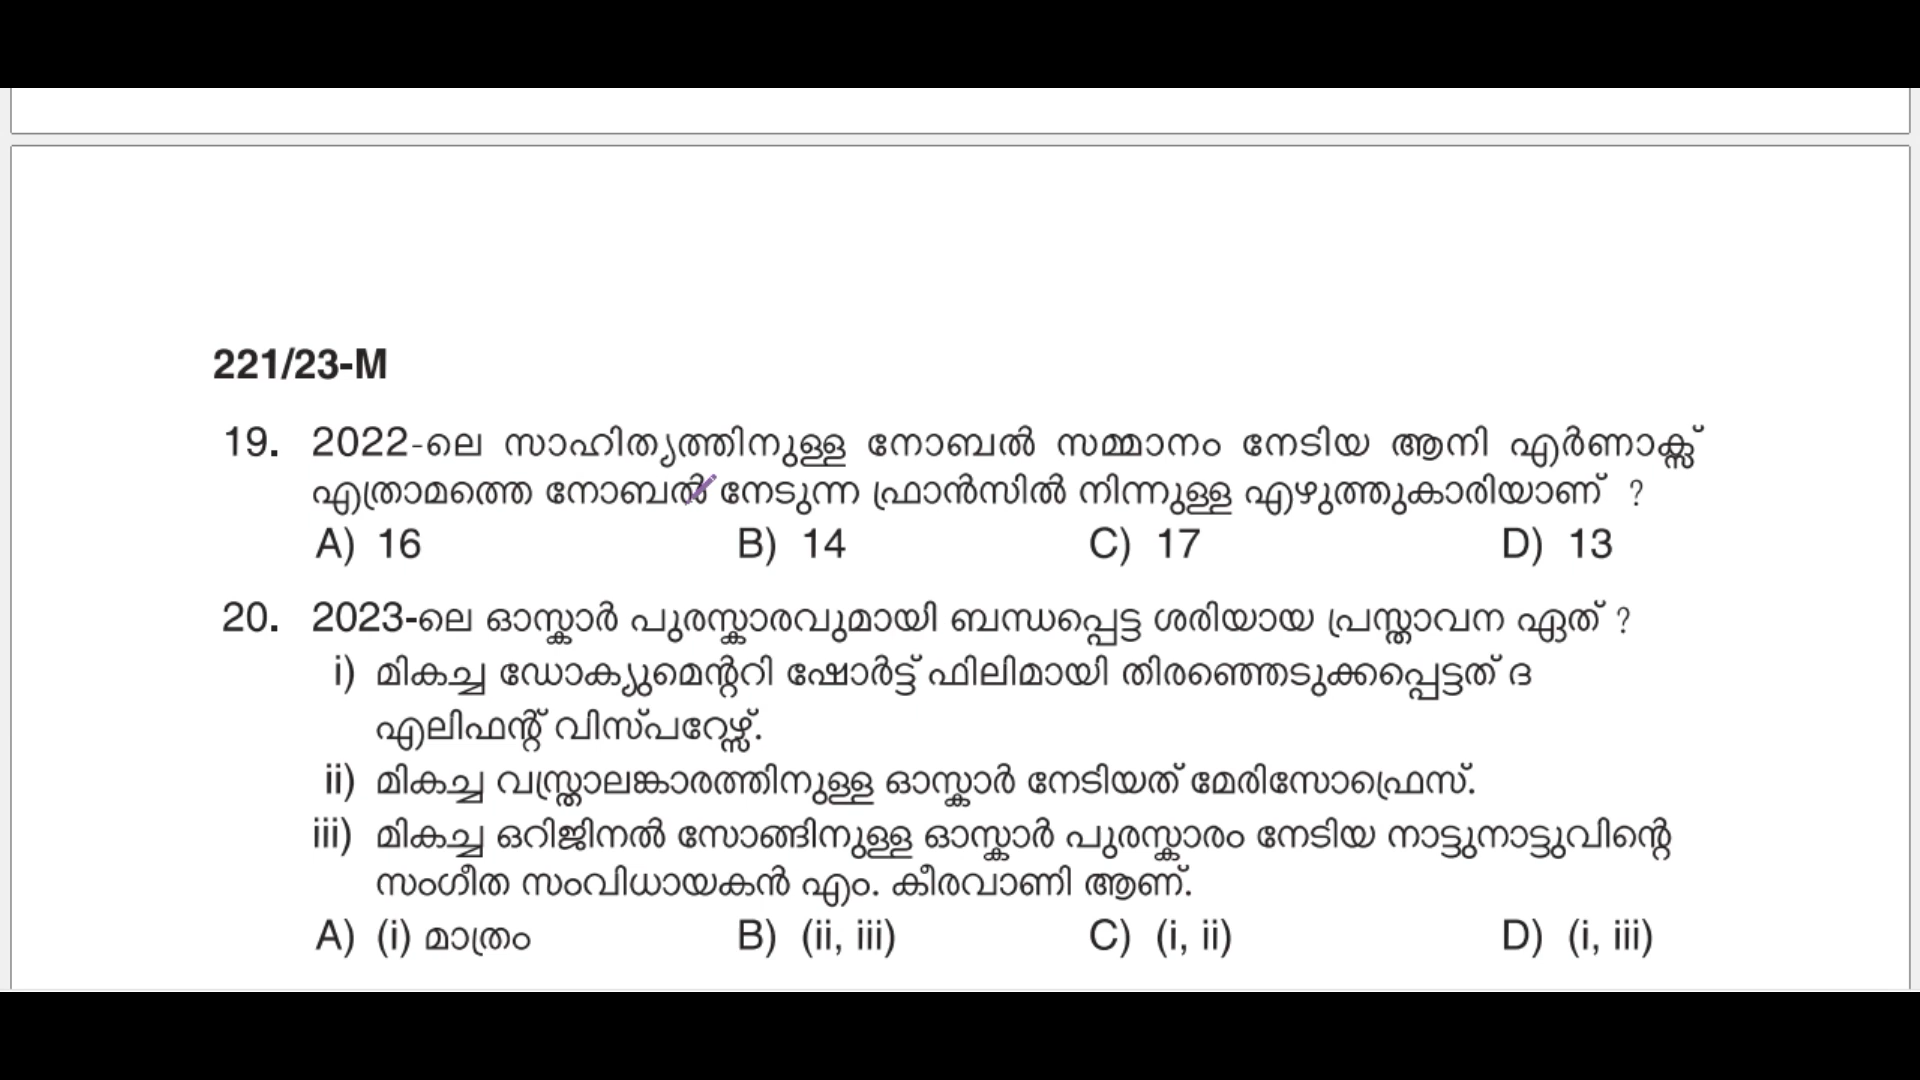 221/23-M
19. 2022-ലെ സാഹിത്യത്തിനുള്ള നോബൽ സമ്മാനം നേടിയ ആനി എർണാക്സ്
എത്രാമത്തെ നോബൽ നേടുന്ന ഫ്രാൻസിൽ നിന്നുള്ള എഴുത്തുകാരിയാണ് ?
A) 16 B) 14 C) 17 D) 13
20. 2023-ലെ ഓസ്കാർ പുരസ്കാരവുമായി ബന്ധപ്പെട്ട ശരിയായ പ്രസ്താവന ഏത് ?
i) മികച്ച ഡോക്യുമെന്ററി ഷോർട്ട് ഫിലിമായി തിരഞ്ഞെടുക്കപ്പെട്ടത് ദ
എലിഫന്റ് വിസ്പറേഴ്സ്.
ii) മികച്ച വസ്ത്രാലങ്കാരത്തിനുള്ള ഓസ്കാർ നേടിയത് മേരിസോഫ്രെസ്.
iii) മികച്ച ഒറിജിനൽ സോങ്ങിനുള്ള ഓസ്കാർ പുരസ്കാരം നേടിയ നാട്ടുനാട്ടുവിന്റെ
സംഗീത സംവിധായകൻ എം. കീരവാണി ആണ്.
A) (i) മാത്രം B) (ii, iii) C) (i, ii) D) (i, iii)